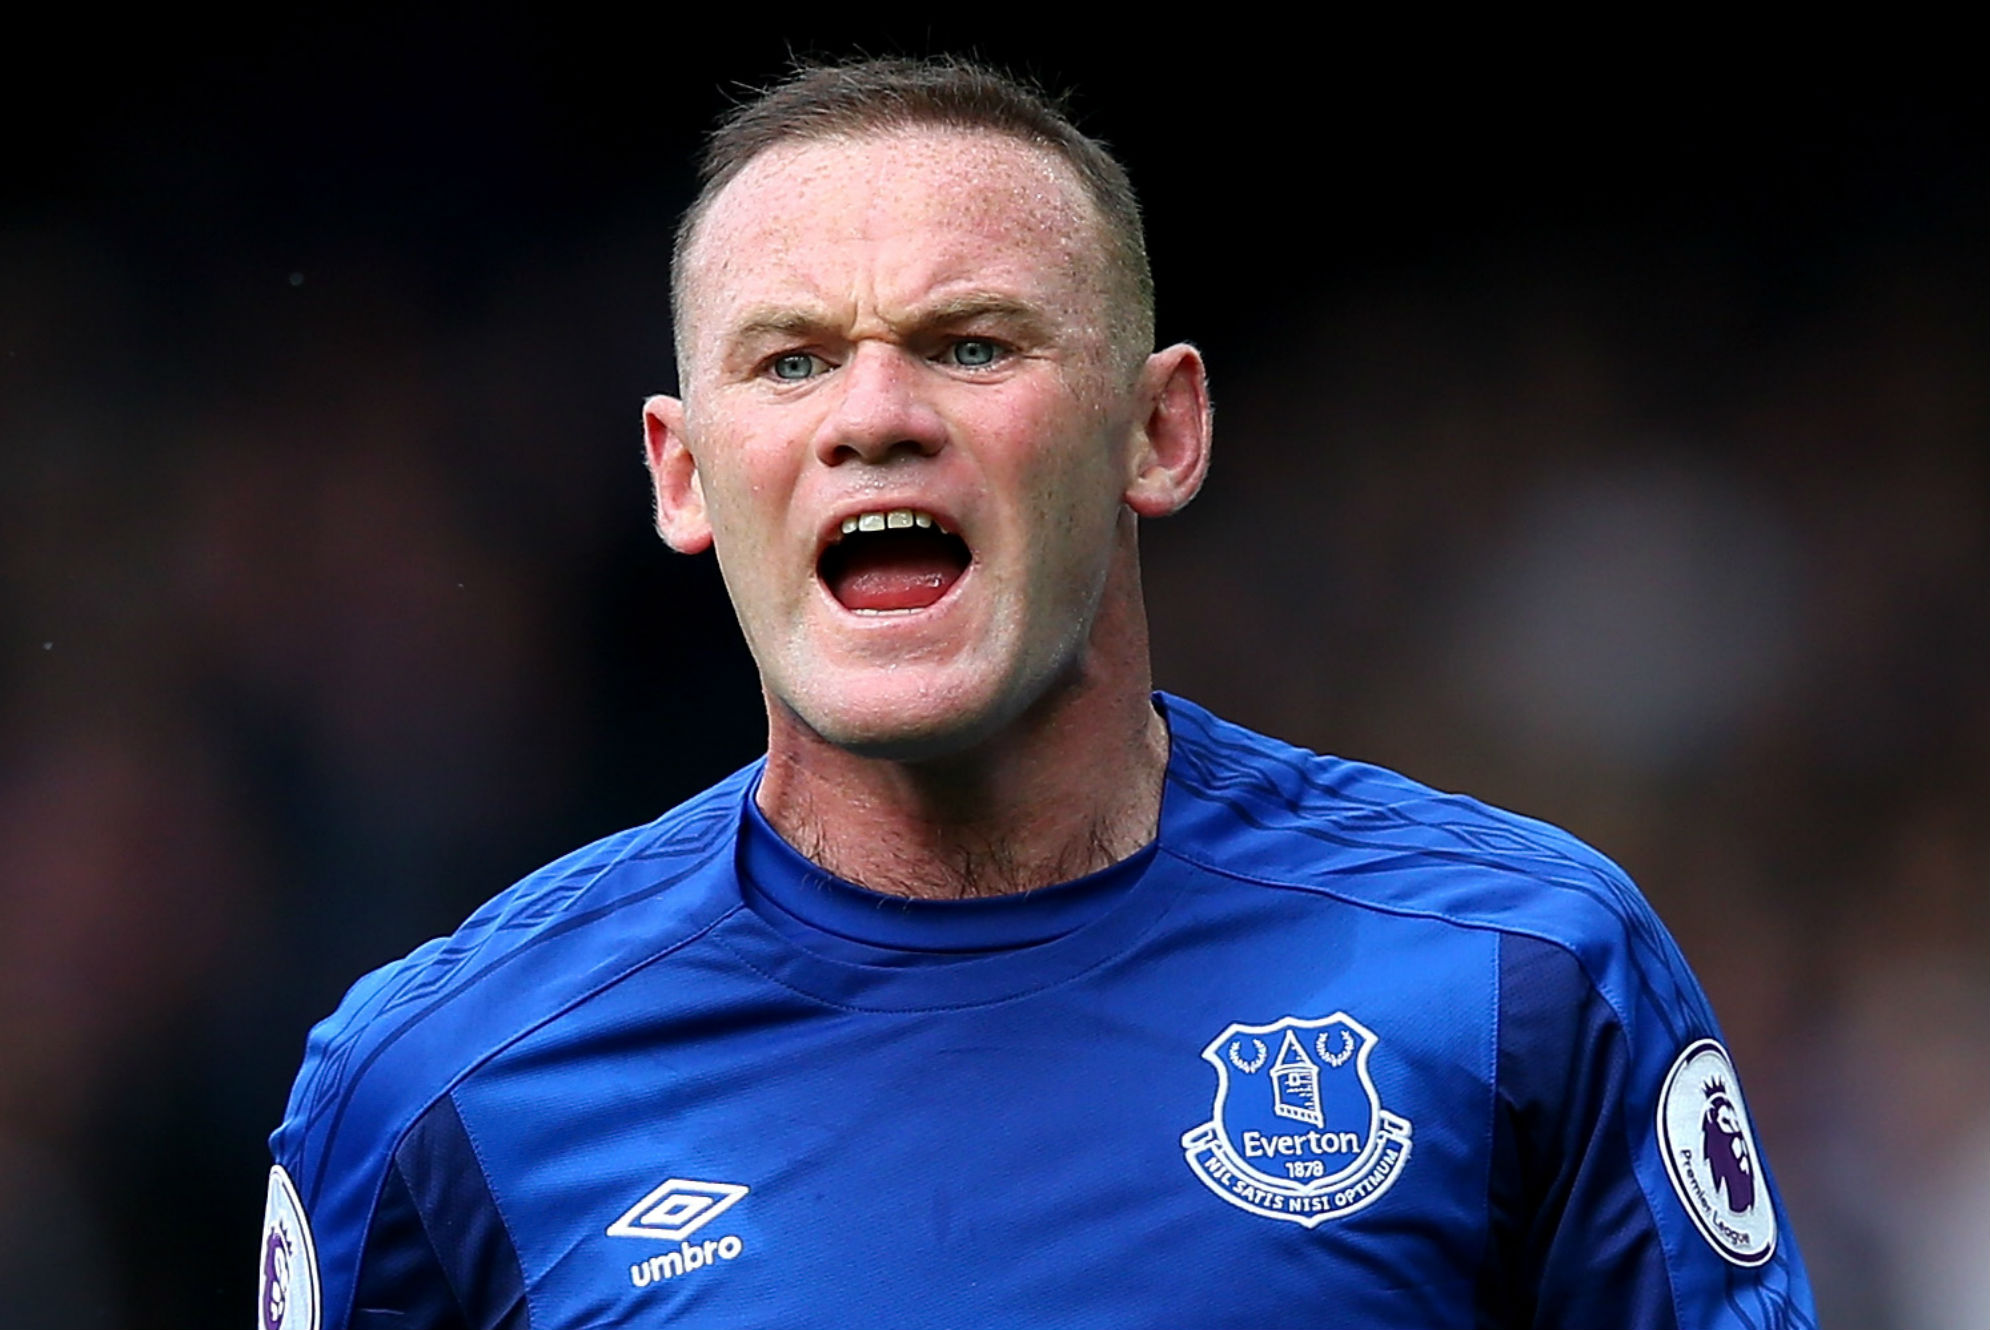 Everton
1878
NIL SATIS NISI OPTIMUM
umbro
Premier League